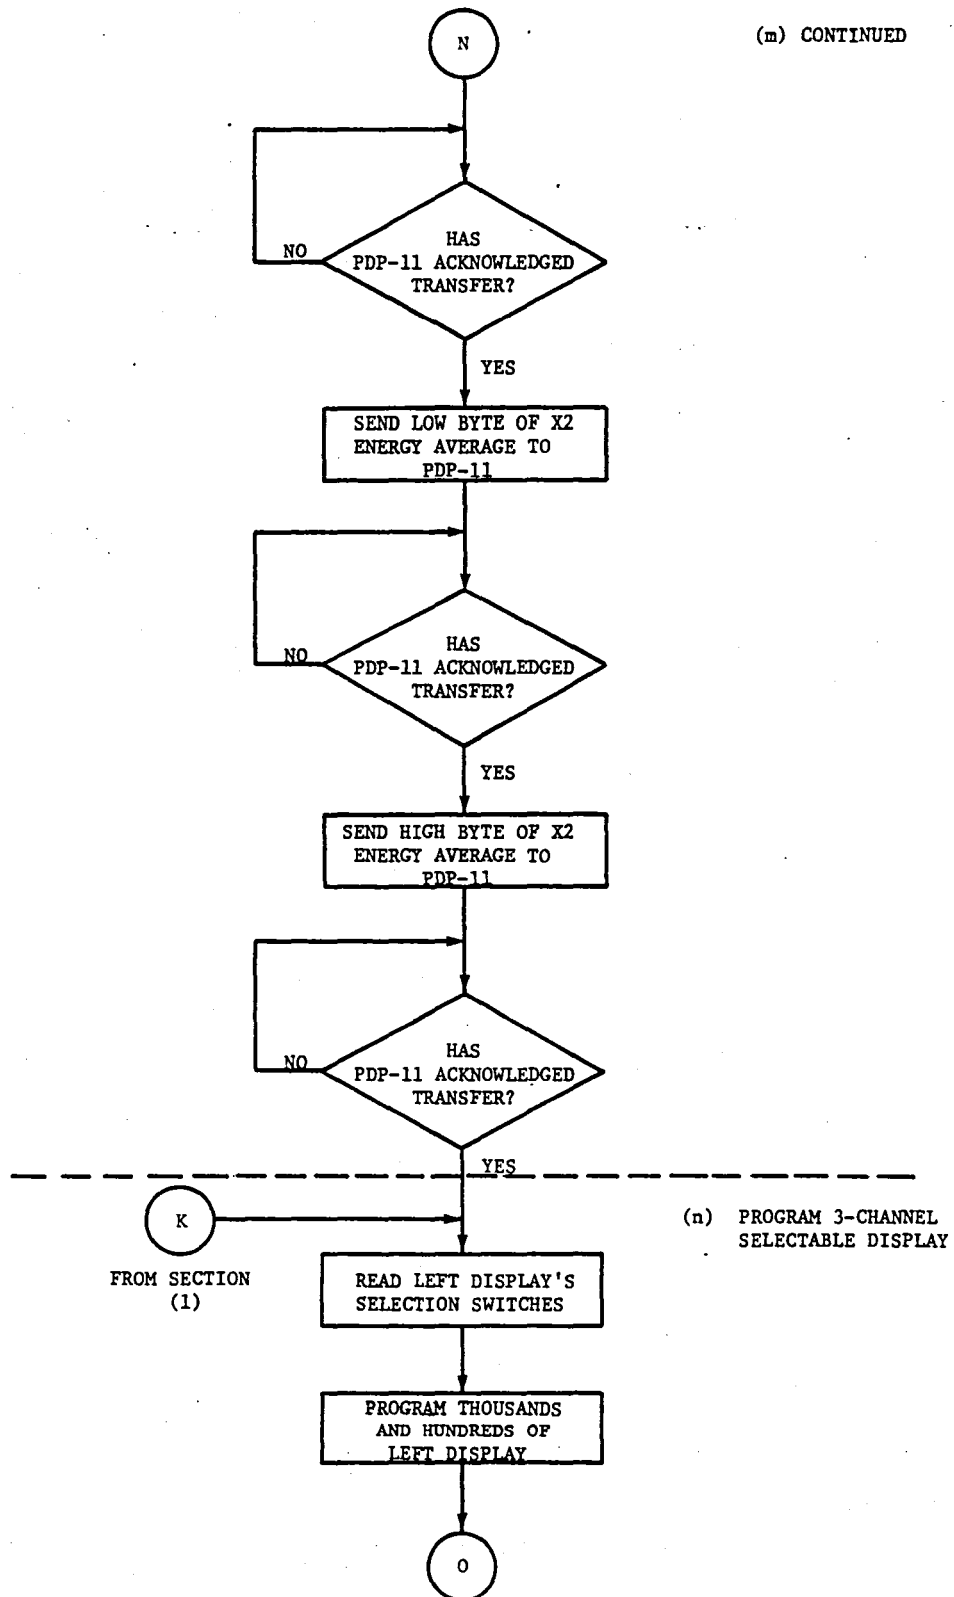 N
(m) CONTINUED
HAS
PDP-11 ACKNOWLEDGED
TRANSFER?
NO
YES
SEND LOW BYTE OF X2
ENERGY AVERAGE TO
PDP-11
HAS
PDP-11 ACKNOWLEDGED
TRANSFER?
NO
YES
SEND HIGH BYTE OF X2
ENERGY AVERAGE TO
PDP-11
HAS
PDP-11 ACKNOWLEDGED
TRANSFER?
NO
YES
K
FROM SECTION
(l)
(n) PROGRAM 3-CHANNEL
SELECTABLE DISPLAY
READ LEFT DISPLAY'S
SELECTION SWITCHES
PROGRAM THOUSANDS
AND HUNDREDS OF
LEFT DISPLAY
O